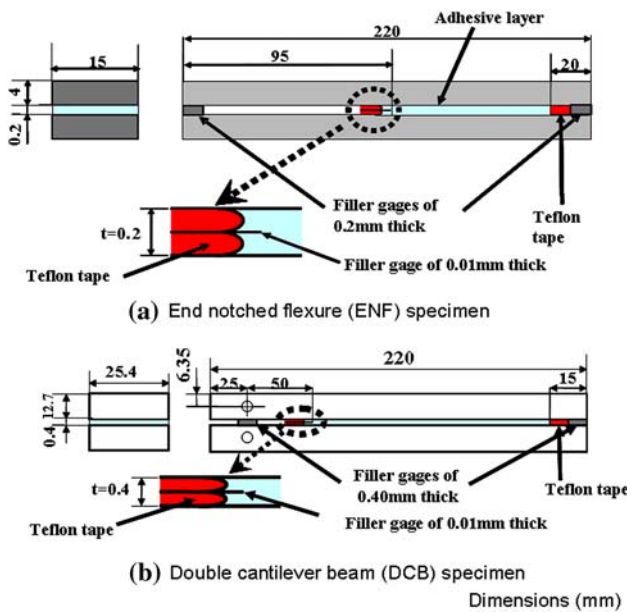 Adhesive layer
220
15
95
20
4
0.2
Filler gages of
0.2mm thick
Teflon
tape
t=0.2
Filler gage of 0.01mm thick
Teflon tape
(a) End notched flexure (ENF) specimen
220
25.4
6.35
25
50
15
12.7
0.4
Filler gages of
0.40mm thick
Teflon tape
t=0.4
Filler gage of 0.01mm thick
Teflon tape
(b) Double cantilever beam (DCB) specimen
Dimensions (mm)